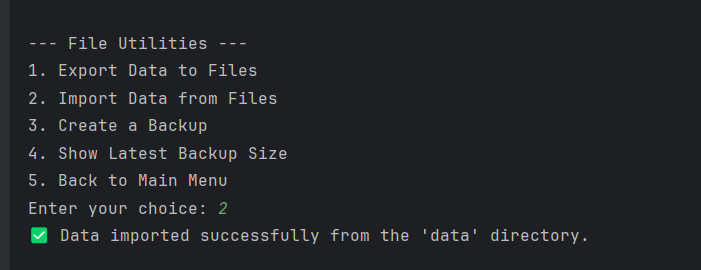 --- File Utilities ---
1. Export Data to Files
2. Import Data from Files
3. Create a Backup
4. Show Latest Backup Size
5. Back to Main Menu
Enter your choice: 2
✅ Data imported successfully from the 'data' directory.